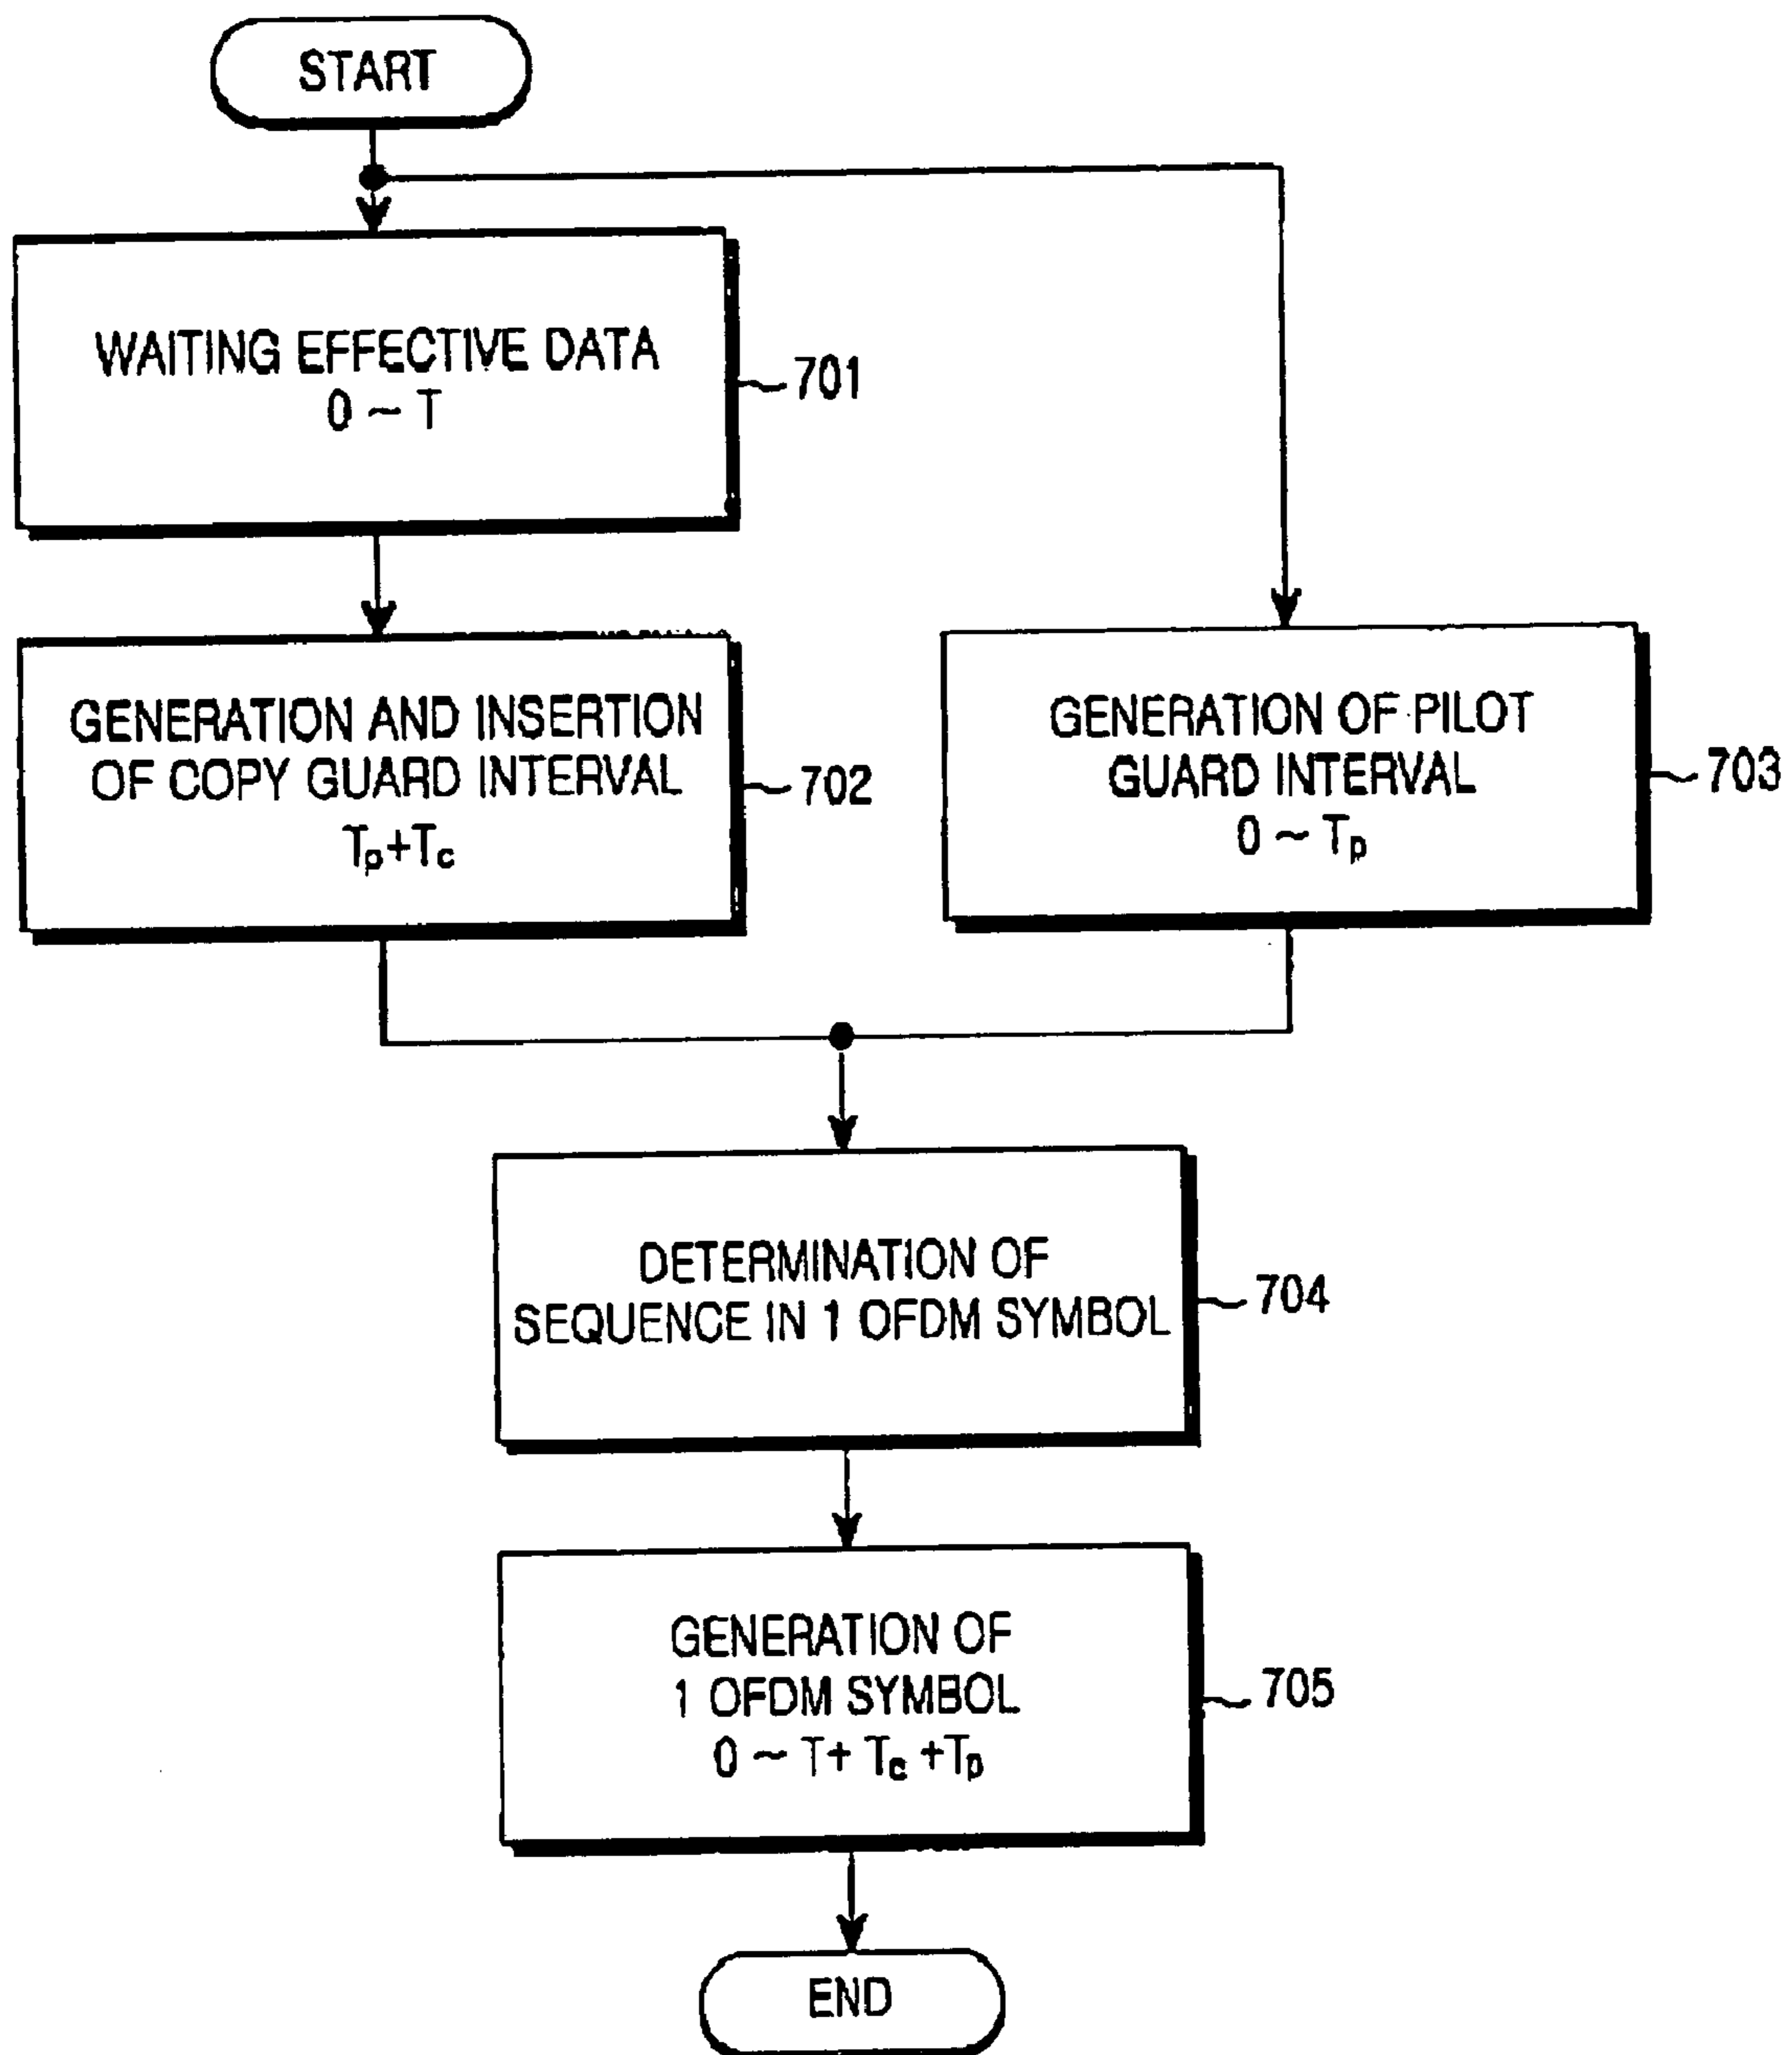 START
WAITING EFFECTIVE DATA
0 ~ T
701
GENERATION AND INSERTION
OF COPY GUARD INTERVAL
Tp+Tc
702
GENERATION OF PILOT
GUARD INTERVAL
0 ~ Tp
703
DETERMINATION OF
SEQUENCE IN 1 OFDM SYMBOL
704
GENERATION OF
1 OFDM SYMBOL
0 ~ T+ Tc +Tp
705
END